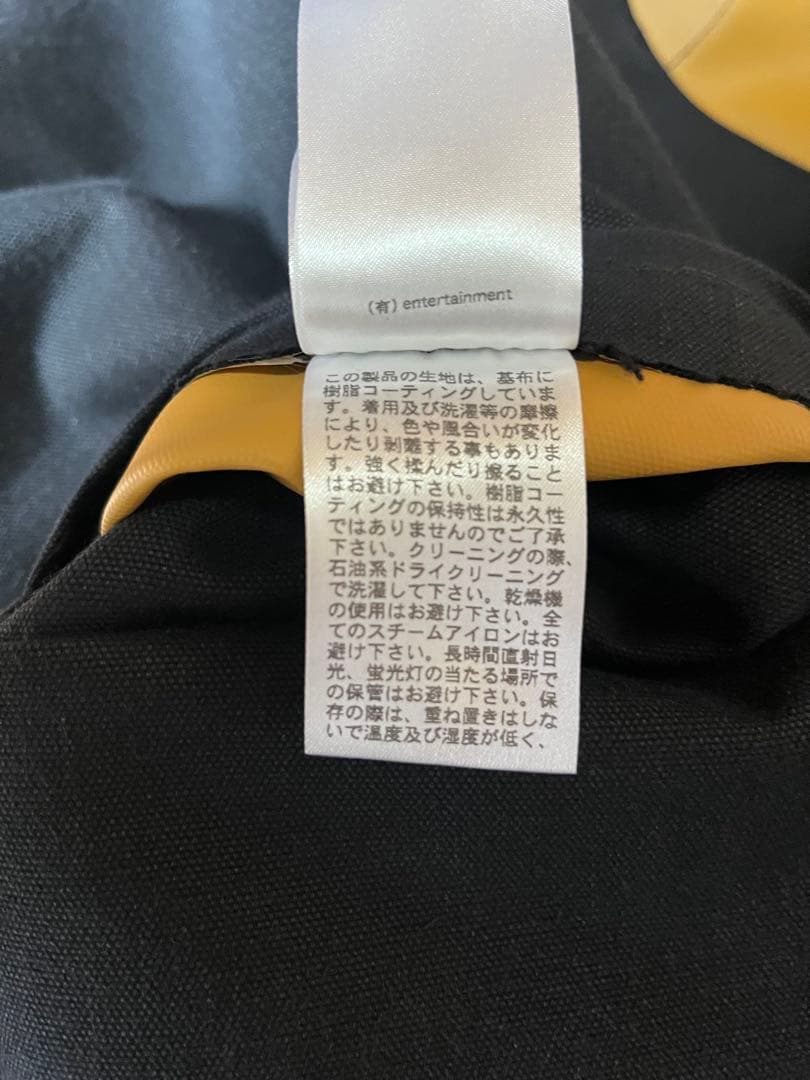 (有) entertainment
この製品の生地は、基布に
樹脂コーティングしていま
す。着用及び洗濯等の摩擦
により、色や風合いが変化
したり剥離する事もありま
す。強く揉んだり擦ること
はお避け下さい。樹脂コー
ティングの保持性は永久性
ではありませんのでご了承
下さい。クリーニングの際、
石油系ドライクリーニング
で洗濯して下さい。乾燥機
の使用はお避け下さい。全
てのスチームアイロンはお
避け下さい。長時間直射日
光、蛍光灯の当たる場所で
の保管はお避け下さい。保
存の際は、重ね置きはしな
いで温度及び湿度が低く、